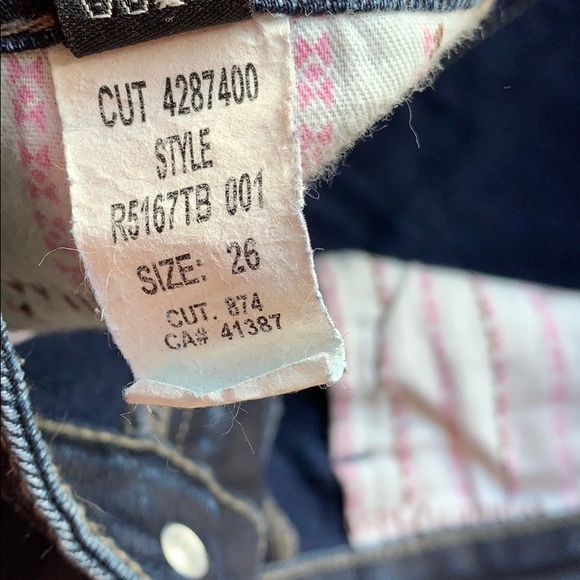 CUT 4287400
STYLE
R5167TB 001
SIZE: 26
CUT. 874
CA# 41387